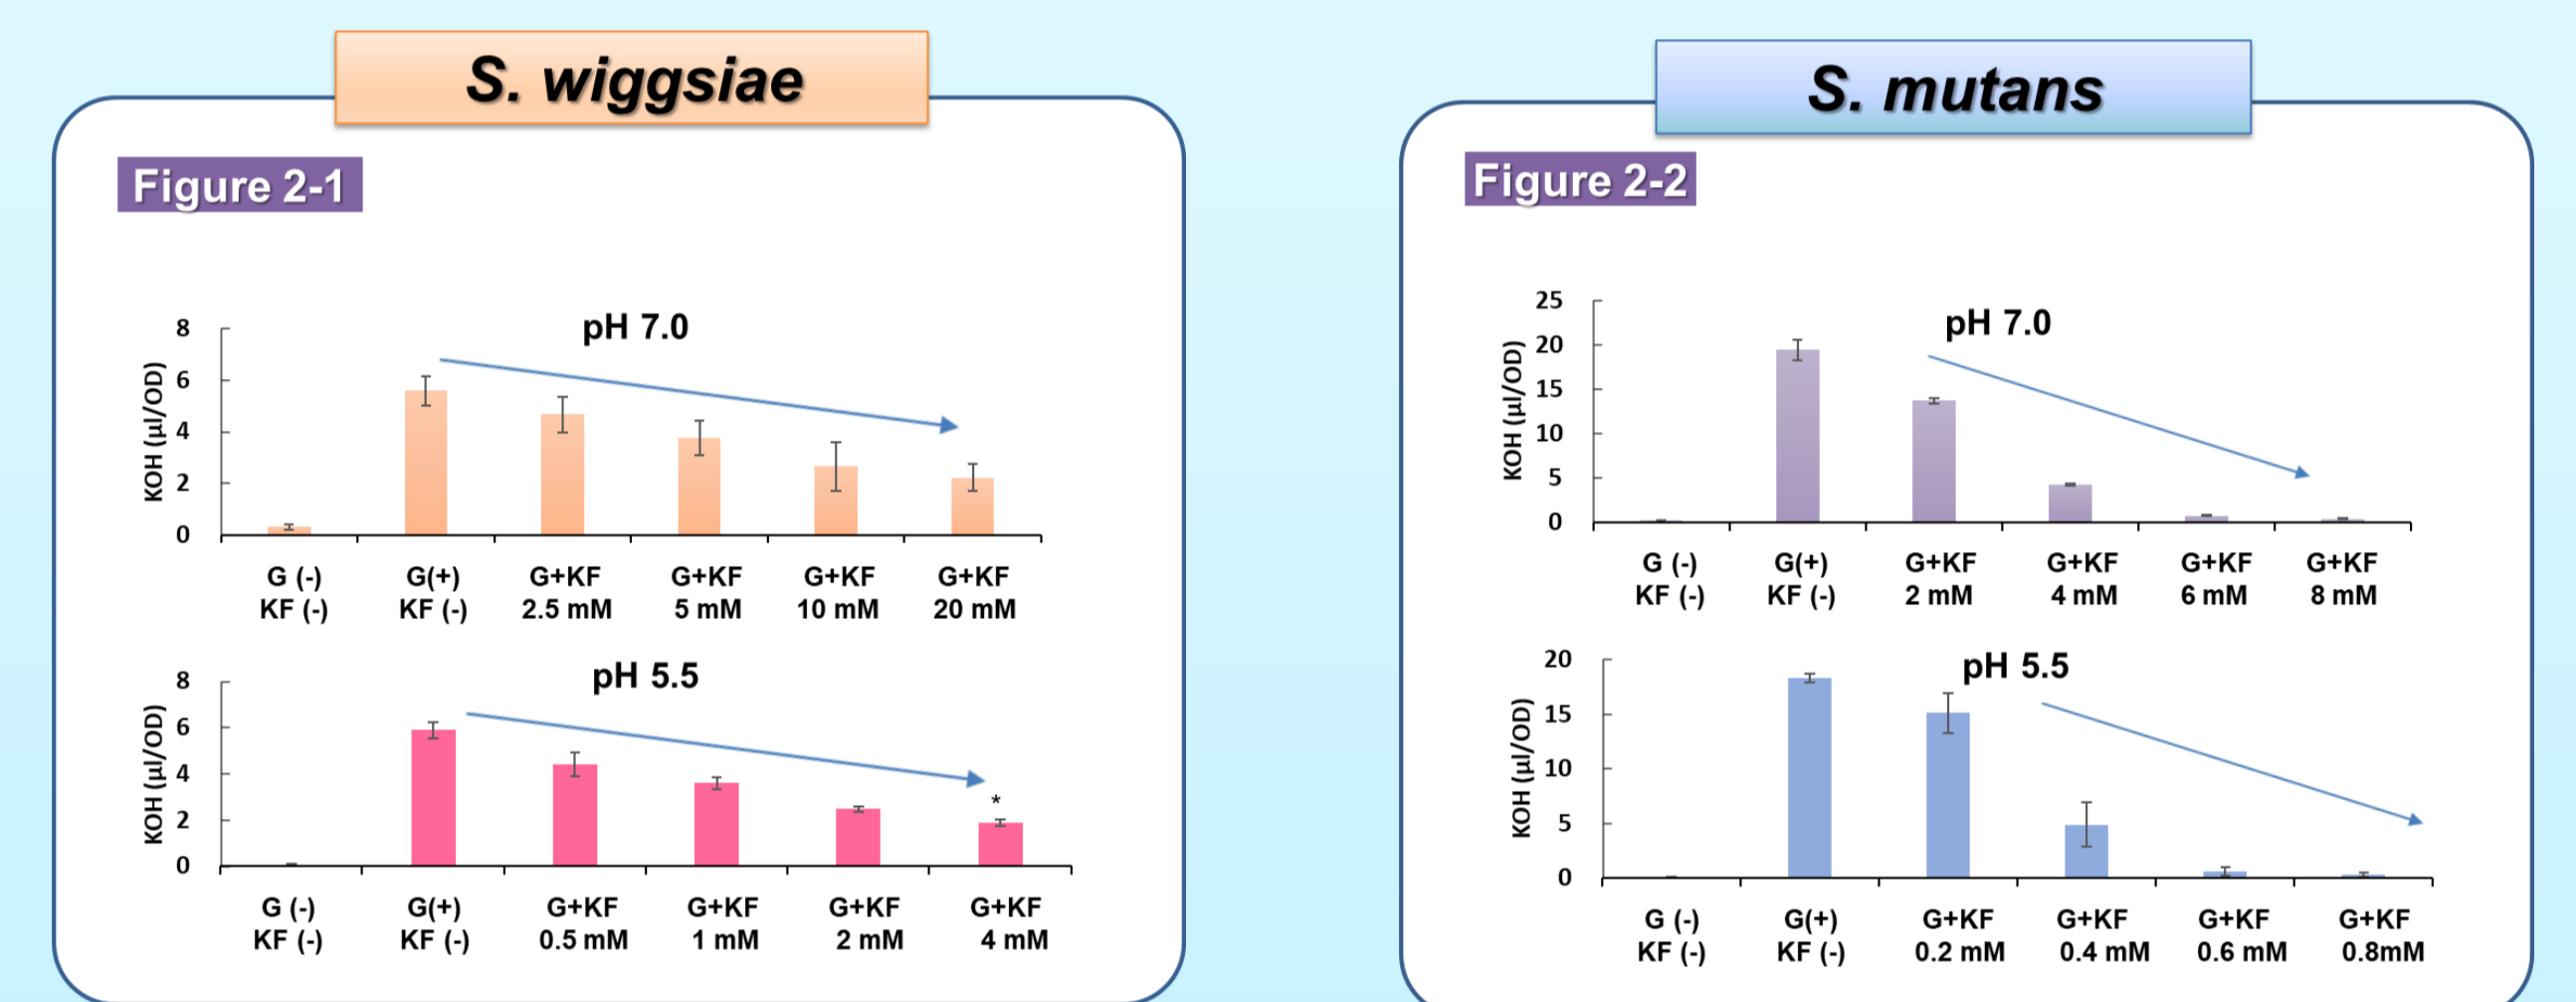 S. wiggsiae
Figure 2-1
pH 7.0
KOH (µl/OD)
8
6
4
2
0
G (-) G(+) G+KF G+KF G+KF G+KF
KF (-) KF (-) 2.5 mM 5 mM 10 mM 20 mM
pH 5.5
KOH (µl/OD)
8
6
4
2
0
*
G (-) G(+) G+KF G+KF G+KF G+KF
KF (-) KF (-) 0.5 mM 1 mM 2 mM 4 mM
S. mutans
Figure 2-2
pH 7.0
KOH (µl/OD)
25
20
15
10
5
0
G (-) G(+) G+KF G+KF G+KF G+KF
KF (-) KF (-) 2 mM 4 mM 6 mM 8 mM
pH 5.5
KOH (µl/OD)
20
15
10
5
0
G (-) G(+) G+KF G+KF G+KF G+KF
KF (-) KF (-) 0.2 mM 0.4 mM 0.6 mM 0.8mM